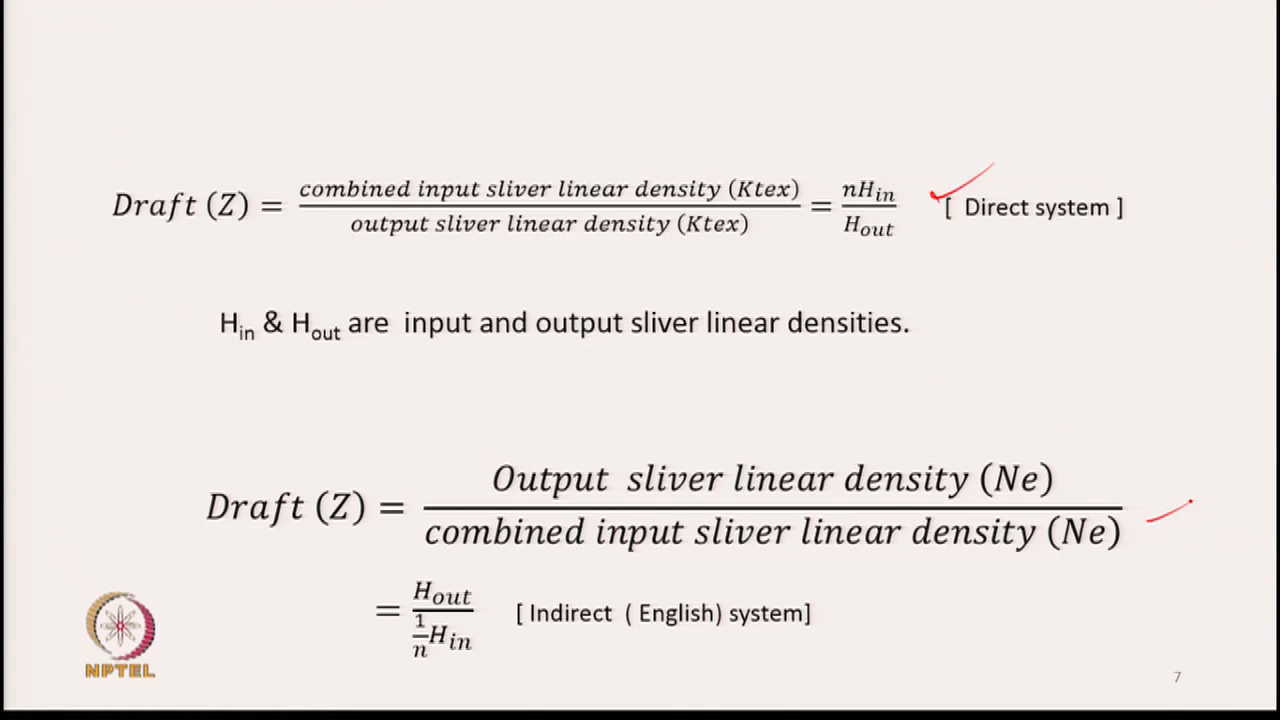 Draft (Z) = combined input sliver linear density (Ktex) / output sliver linear density (Ktex) = nH_in / H_out [ Direct system ]
H_in & H_out are input and output sliver linear densities.
Draft (Z) = Output sliver linear density (Ne) / combined input sliver linear density (Ne)
= H_out / 1/n H_in [ Indirect ( English) system]
NPTEL
7